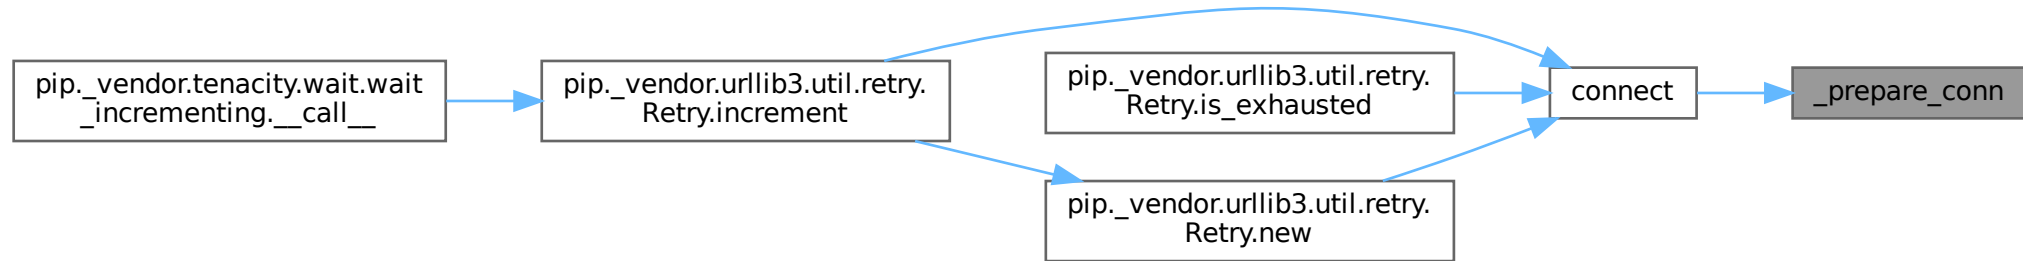 pip._vendor.tenacity.wait.wait
_incrementing.__call__
pip._vendor.urllib3.util.retry.
Retry.increment
pip._vendor.urllib3.util.retry.
Retry.is_exhausted
pip._vendor.urllib3.util.retry.
Retry.new
connect
_prepare_conn